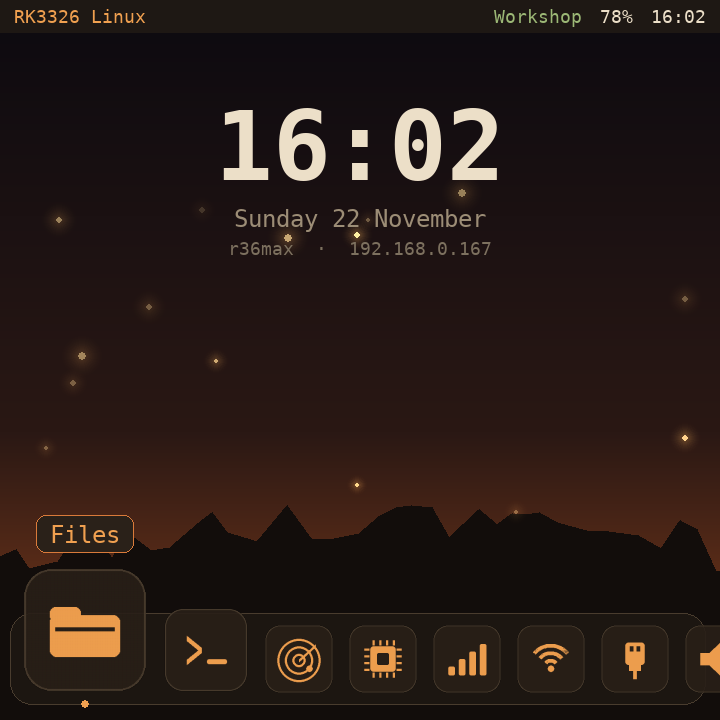 RK3326 Linux
Workshop 78% 16:02
16:02
Sunday 22 November
r36max · 192.168.0.167
Files